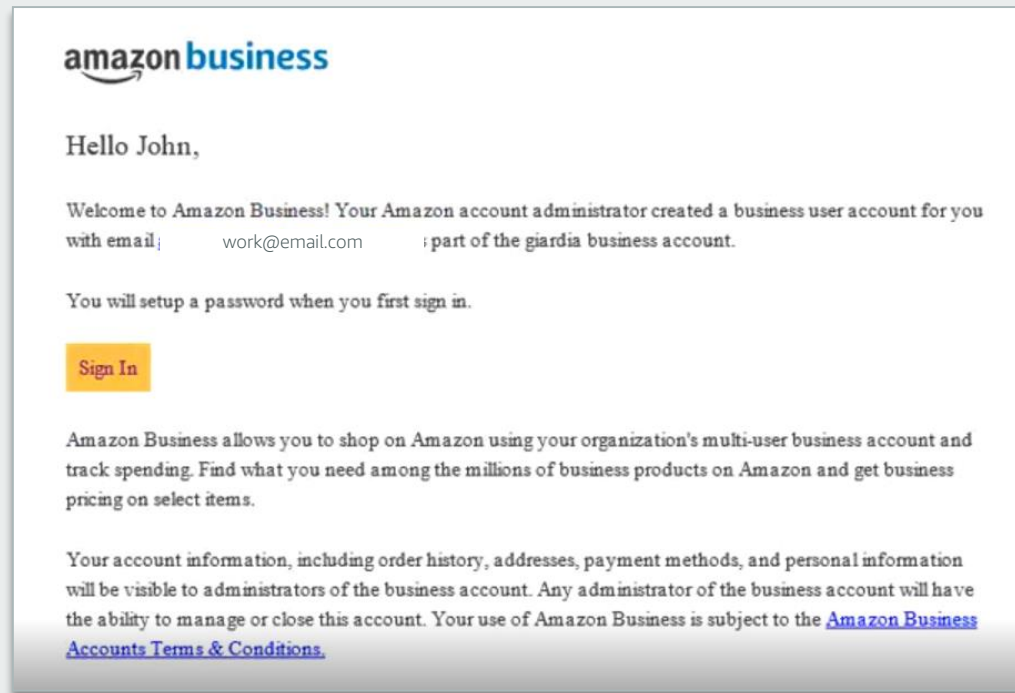 amazon business
Hello John,
Welcome to Amazon Business! Your Amazon account administrator created a business user account for you
with email work@email.com part of the giardia business account.
You will setup a password when you first sign in.
Sign In
Amazon Business allows you to shop on Amazon using your organization's multi-user business account and
track spending. Find what you need among the millions of business products on Amazon and get business
pricing on select items.
Your account information, including order history, addresses, payment methods, and personal information
will be visible to administrators of the business account. Any administrator of the business account will have
the ability to manage or close this account. Your use of Amazon Business is subject to the Amazon Business
Accounts Terms & Conditions.